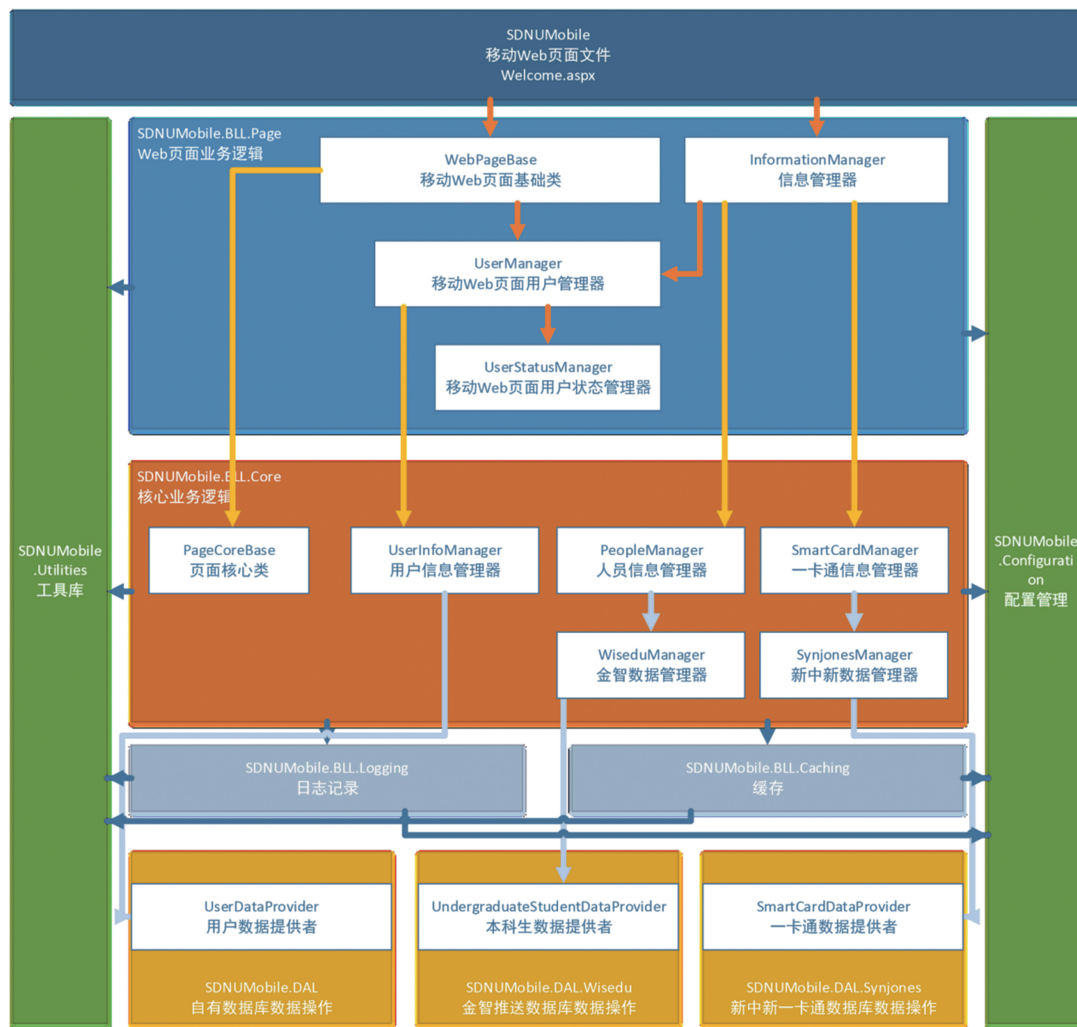 SDNUMobile
移动Web页面文件
Welcome.aspx
SDNUMobile.BLL.Page
Web页面业务逻辑
WebPageBase
移动Web页面基础类
InformationManager
信息管理器
UserManager
移动Web页面用户管理器
UserStatusManager
移动Web页面用户状态管理器
SDNUMobile.BLL.Core
核心业务逻辑
PageCoreBase
页面核心类
UserInfoManager
用户信息管理器
PeopleManager
人员信息管理器
SmartCardManager
一卡通信息管理器
SDNUMobile
.Utilities
工具库
SDNUMobile
.Configurati
on
配置管理
WiseduManager
金智数据管理器
SynjonesManager
新中新数据管理器
SDNUMobile.BLL.Logging
日志记录
SDNUMobile.BLL.Caching
缓存
UserDataProvider
用户数据提供者
UndergraduateStudentDataProvider
本科生数据提供者
SmartCardDataProvider
一卡通数据提供者
SDNUMobile.DAL
自有数据库数据操作
SDNUMobile.DAL.Wisedu
金智推送数据库数据操作
SDNUMobile.DAL.Synjones
新中新一卡通数据库数据操作